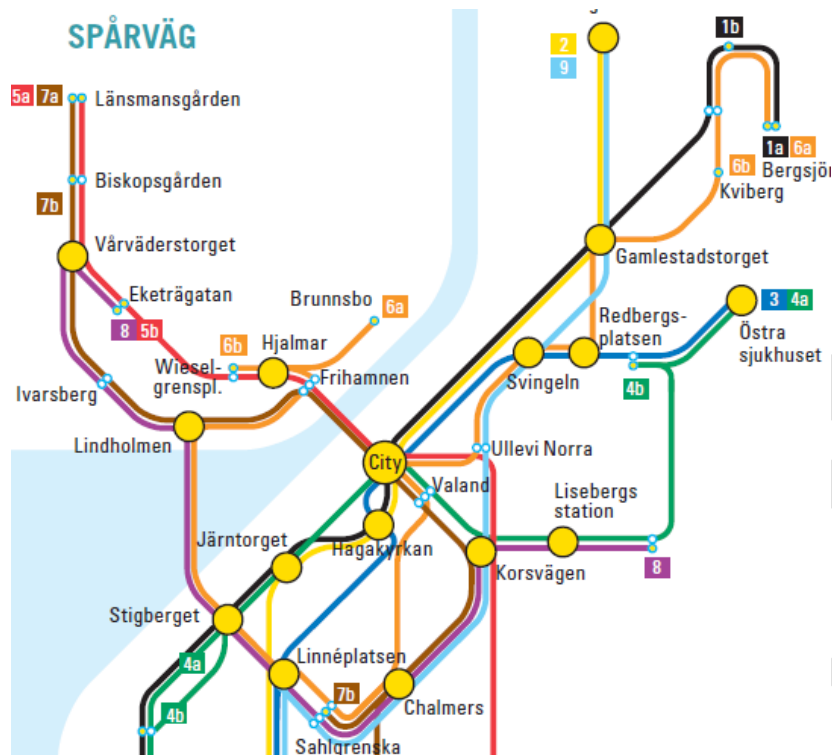 SPÅRVÄG
2
9
1b
5a 7a
Länsmansgården
1a 6a
Bergsjör
Biskopsgården
6b
Kviberg
7b
Vårväderstorget
Gamlestadstorget
Eketrägatan
8 5b
Brunnsbo
6a
Redbergs-
platsen
3 4a
Östra
sjukhuset
6b
Hjalmar
Wiesel-
grenspl.
Frihamnen
Svingeln
4b
Ivarsberg
Lindholmen
City
Ullevi Norra
Valand
Lisebergs
station
Järntorget
Hagakyrkan
Korsvägen
8
Stigberget
4a
4b
Linnéplatsen
7b
Chalmers
Sahlgrenska